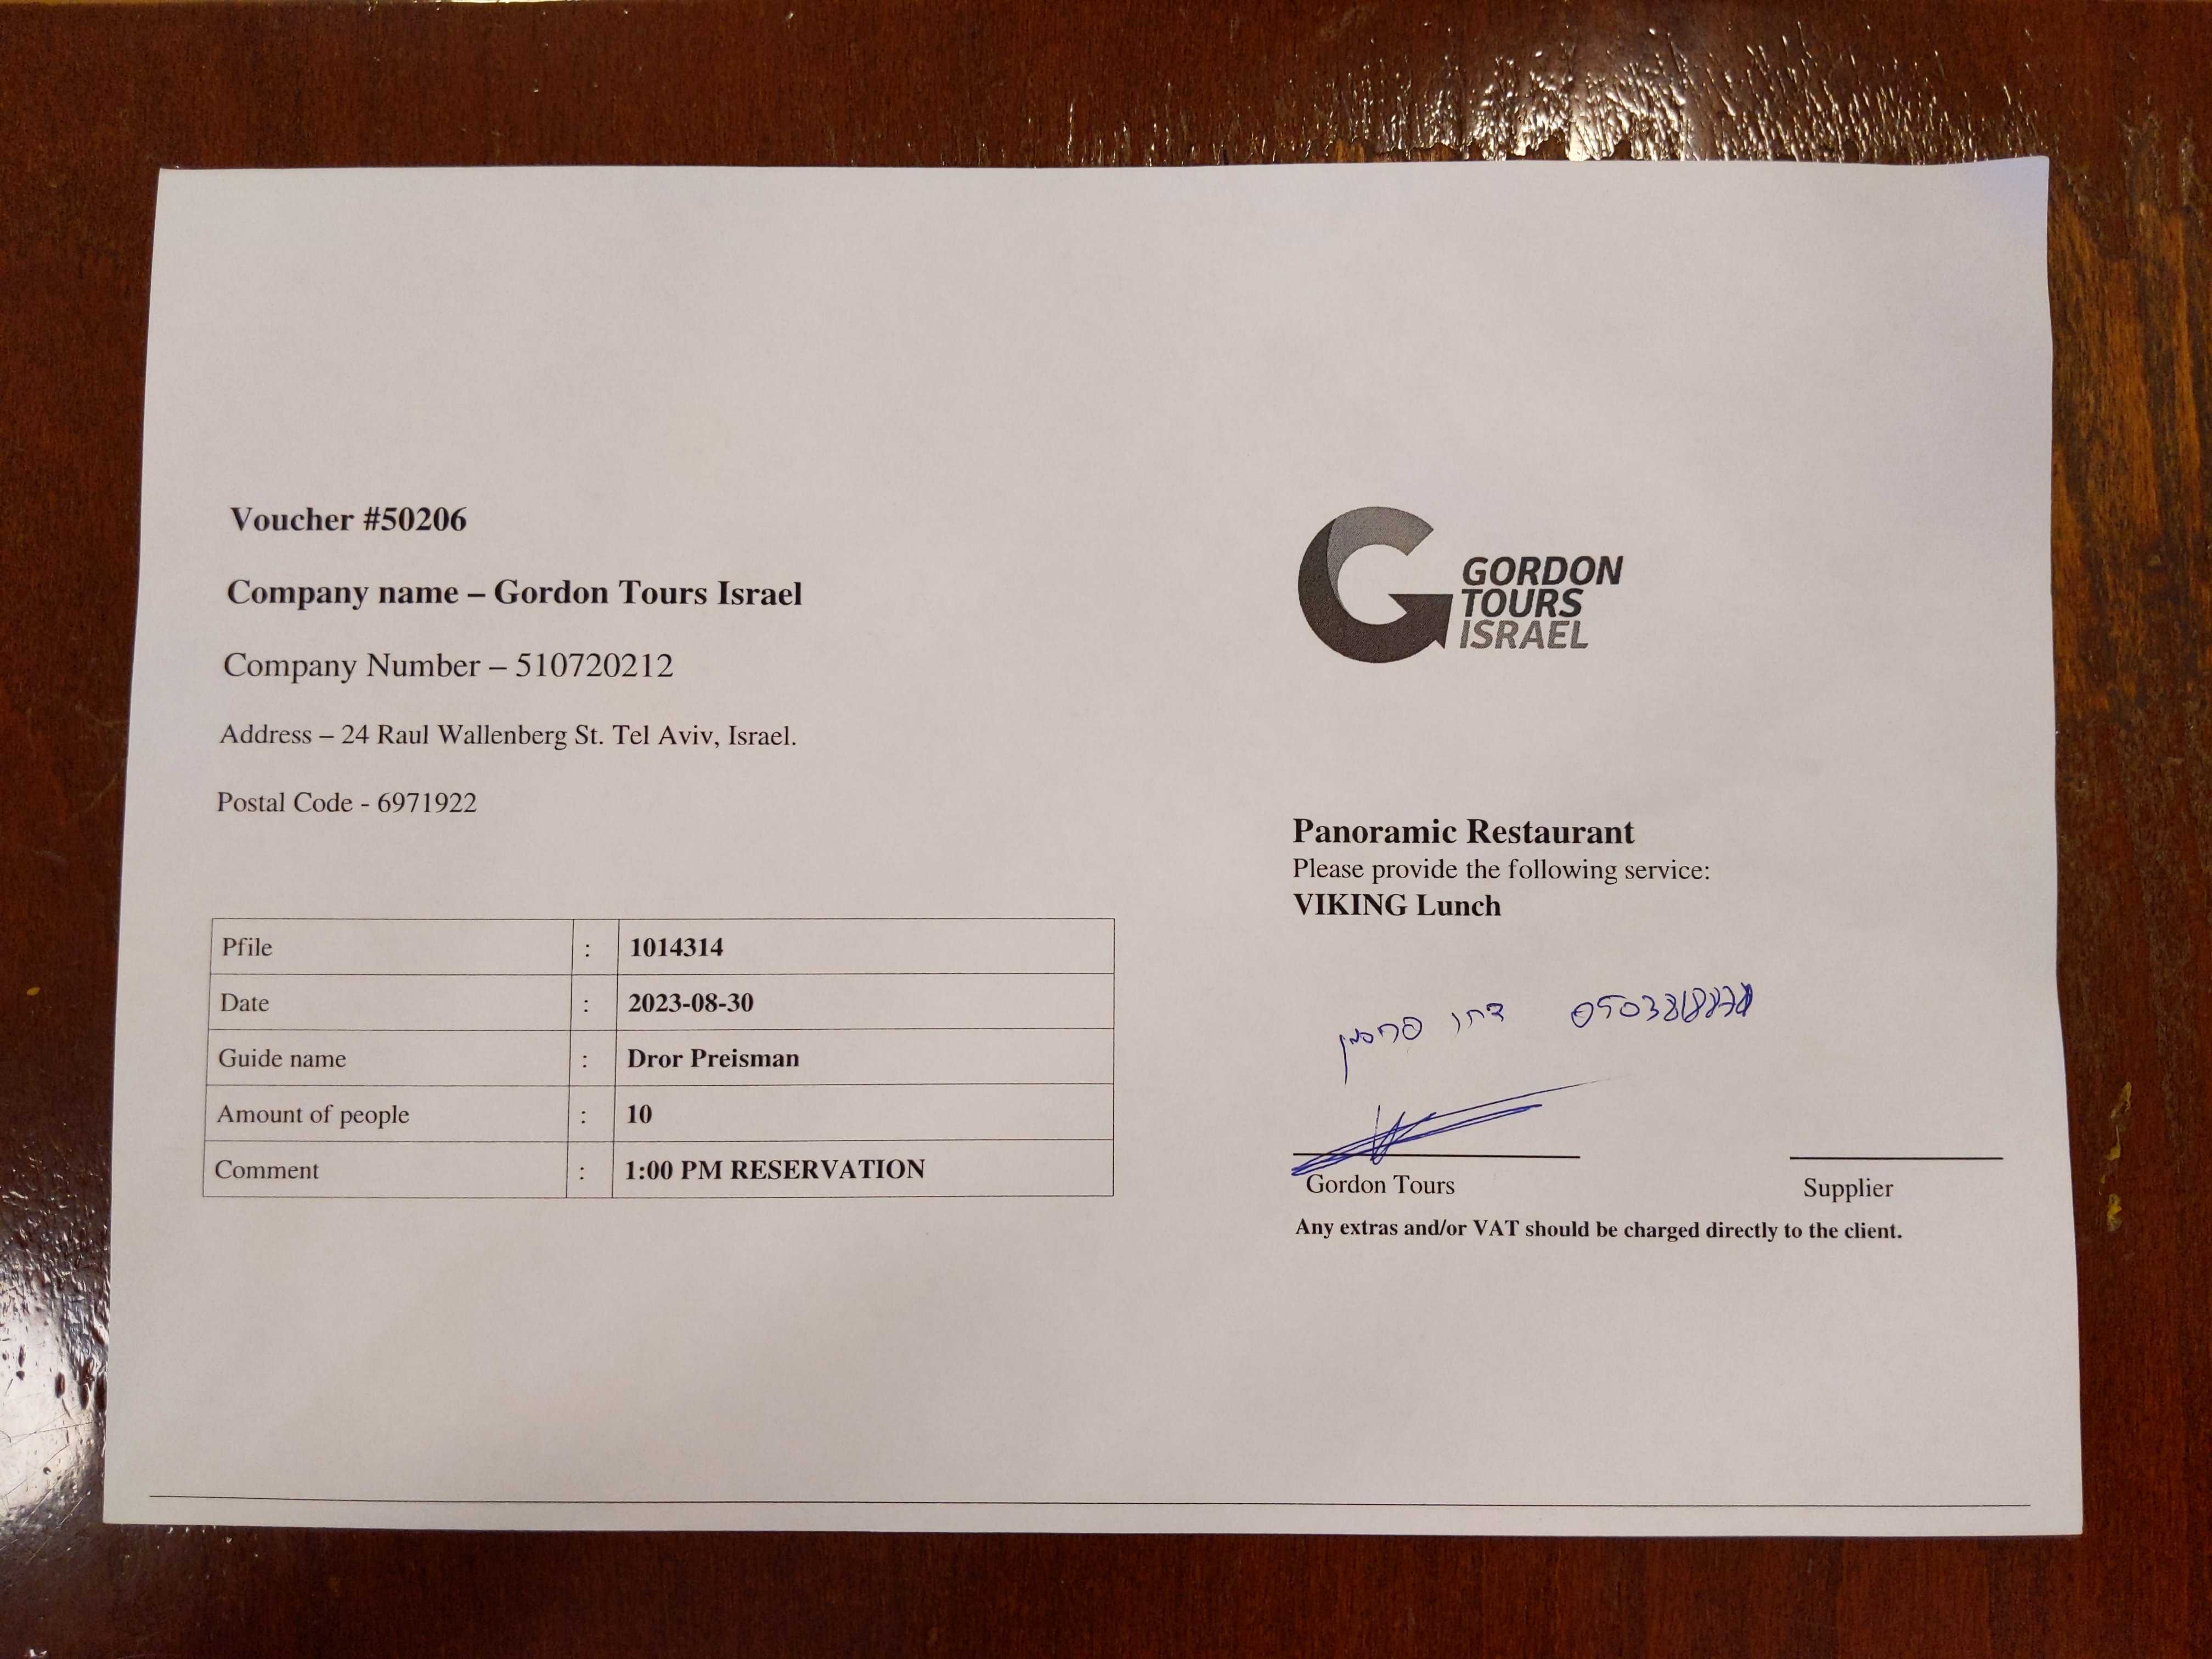 Voucher #50206
Company name – Gordon Tours Israel
Company Number – 510720212
Address – 24 Raul Wallenberg St. Tel Aviv, Israel.
Postal Code - 6971922
Pfile : 1014314
Date : 2023-08-30
Guide name : Dror Preisman
Amount of people : 10
Comment : 1:00 PM RESERVATION
GORDON
TOURS
ISRAEL
Panoramic Restaurant
Please provide the following service:
VIKING Lunch
Gordon Tours Supplier
Any extras and/or VAT should be charged directly to the client.